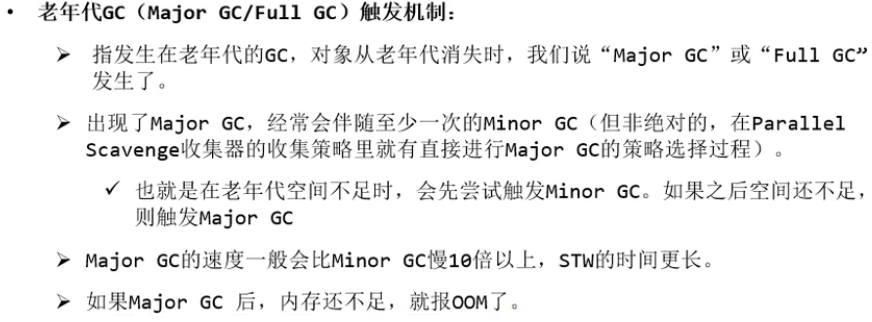 • 老年代GC（Major GC/Full GC）触发机制：
➢ 指发生在老年代的GC，对象从老年代消失时，我们说“Major GC”或“Full GC”
发生了。
➢ 出现了Major GC，经常会伴随至少一次的Minor GC（但非绝对的，在Parallel
Scavenge收集器的收集策略里就有直接进行Major GC的策略选择过程）。
✓ 也就是在老年代空间不足时，会先尝试触发Minor GC。如果之后空间还不足，
则触发Major GC
➢ Major GC的速度一般会比Minor GC慢10倍以上，STW的时间更长。
➢ 如果Major GC 后，内存还不足，就报OOM了。